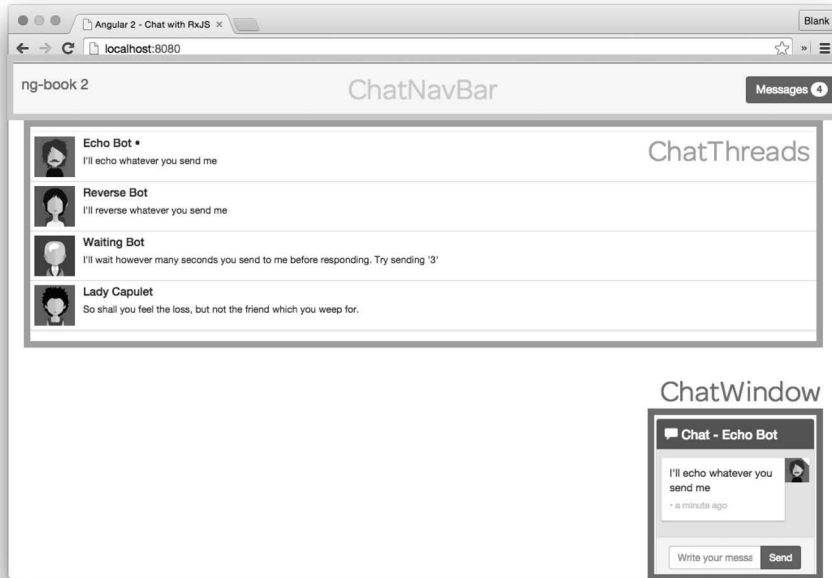 Angular 2 - Chat with RxJS ×
Blank
localhost:8080
»
ng-book 2
ChatNavBar
Messages 4
ChatThreads
Echo Bot •
I'll echo whatever you send me
Reverse Bot
I'll reverse whatever you send me
Waiting Bot
I'll wait however many seconds you send to me before responding. Try sending '3'
Lady Capulet
So shall you feel the loss, but not the friend which you weep for.
ChatWindow
Chat - Echo Bot
I'll echo whatever you
send me
• a minute ago
Write your messa
Send